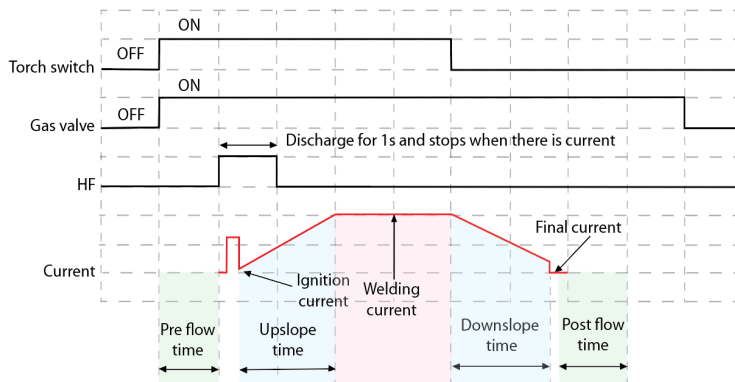 ON
OFF
Torch switch
ON
OFF
Gas valve
Discharge for 1s and stops when there is current
HF
Final current
Current
Ignition
current
Welding
current
Pre flow
time
Upslope
time
Downslope
time
Post flow
time